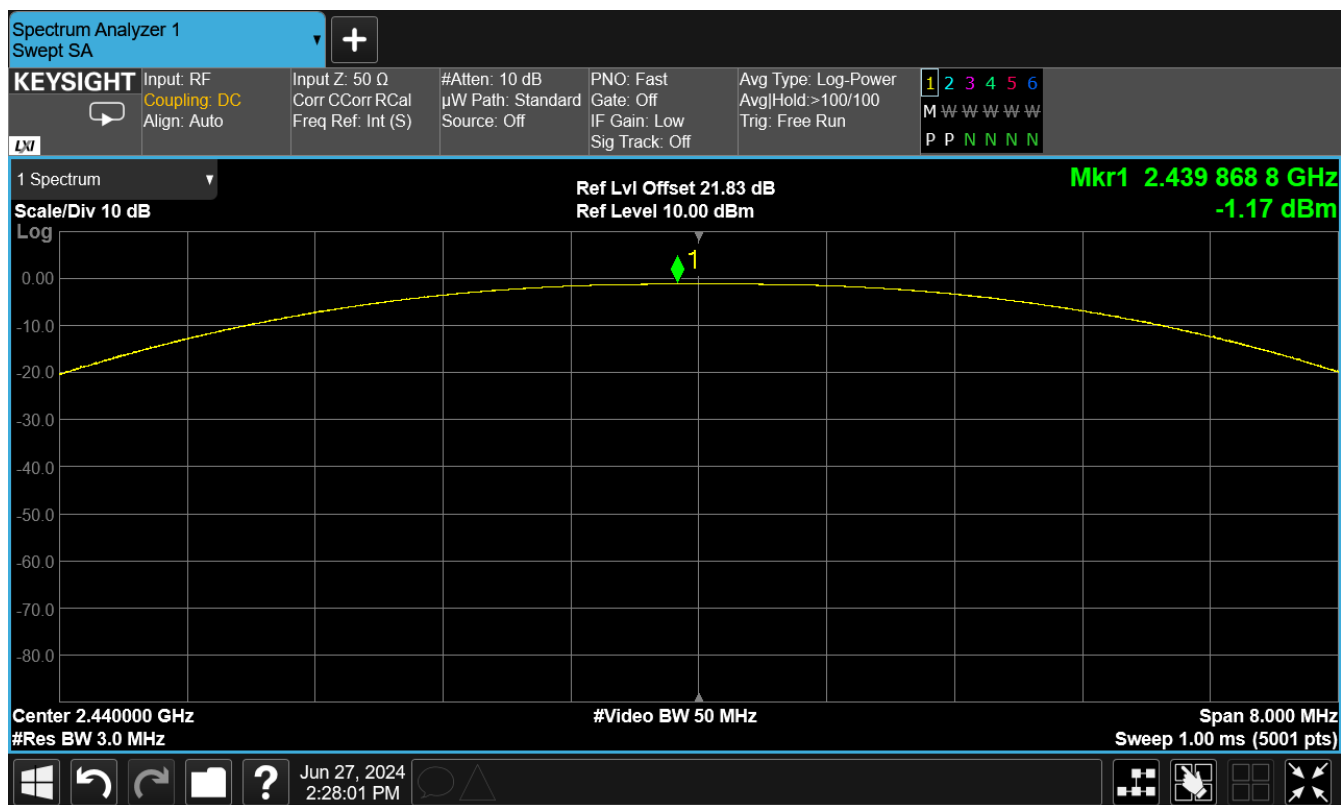 Spectrum Analyzer 1
Swept SA
KEYSIGHT
LXI
Input: RF
Coupling: DC
Align: Auto
Input Z: 50 Ω
Corr CCorr RCal
Freq Ref: Int (S)
#Atten: 10 dB
µW Path: Standard
Source: Off
PNO: Fast
Gate: Off
IF Gain: Low
Sig Track: Off
Avg Type: Log-Power
Avg|Hold:>100/100
Trig: Free Run
1 2 3 4 5 6
M W W W W W
P P N N N N
1 Spectrum
Scale/Div 10 dB
Log
Ref Lvl Offset 21.83 dB
Ref Level 10.00 dBm
Mkr1 2.439 868 8 GHz
-1.17 dBm
1
0.00
-10.0
-20.0
-30.0
-40.0
-50.0
-60.0
-70.0
-80.0
Center 2.440000 GHz
#Res BW 3.0 MHz
#Video BW 50 MHz
Span 8.000 MHz
Sweep 1.00 ms (5001 pts)
?
Jun 27, 2024
2:28:01 PM